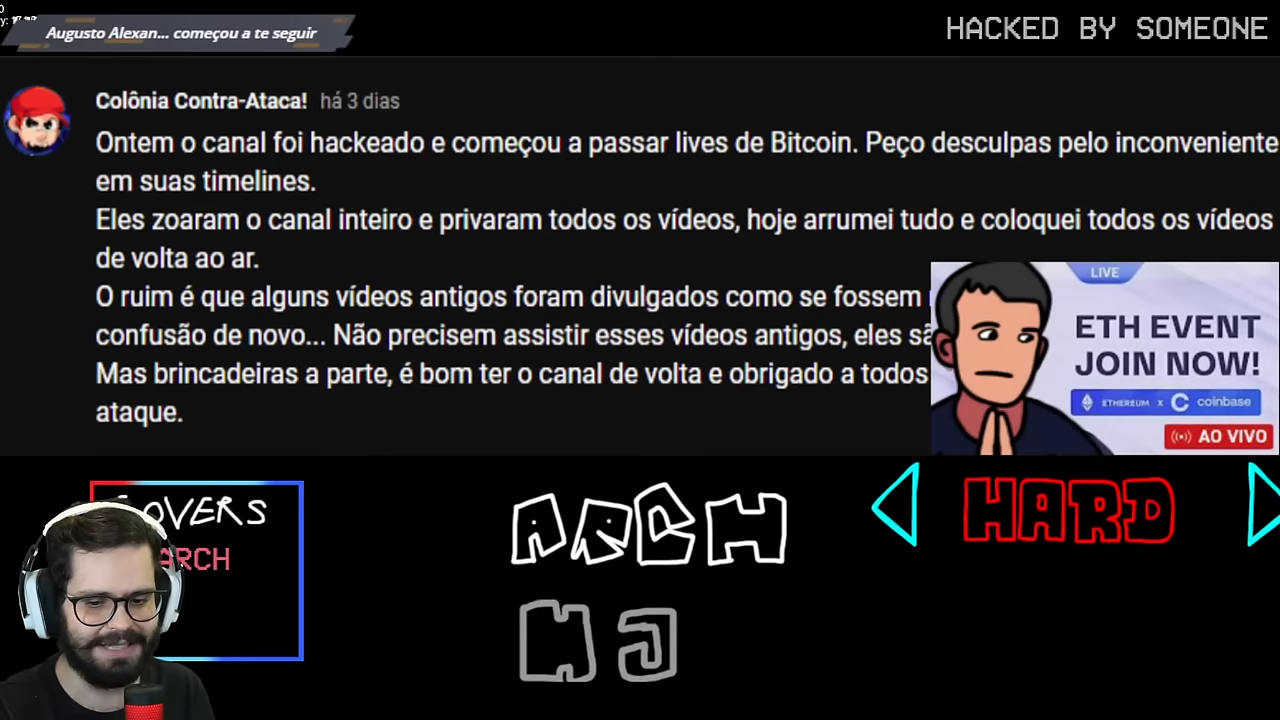 Augusto Alexan... começou a te seguir
HACKED BY SOMEONE
Colônia Contra-Ataca! há 3 dias
Ontem o canal foi hackeado e começou a passar lives de Bitcoin. Peço desculpas pelo inconveniente
em suas timelines.
Eles zoaram o canal inteiro e privaram todos os vídeos, hoje arrumei tudo e coloquei todos os vídeos
de volta ao ar.
O ruim é que alguns vídeos antigos foram divulgados como se fossem
confusão de novo... Não precisem assistir esses vídeos antigos, eles
Mas brincadeiras a parte, é bom ter o canal de volta e obrigado a todos
ataque.
LIVE
ETH EVENT
JOIN NOW!
ETHEREUM x coinbase
AO VIVO
OVERS
ARCH
ARCH
HARD